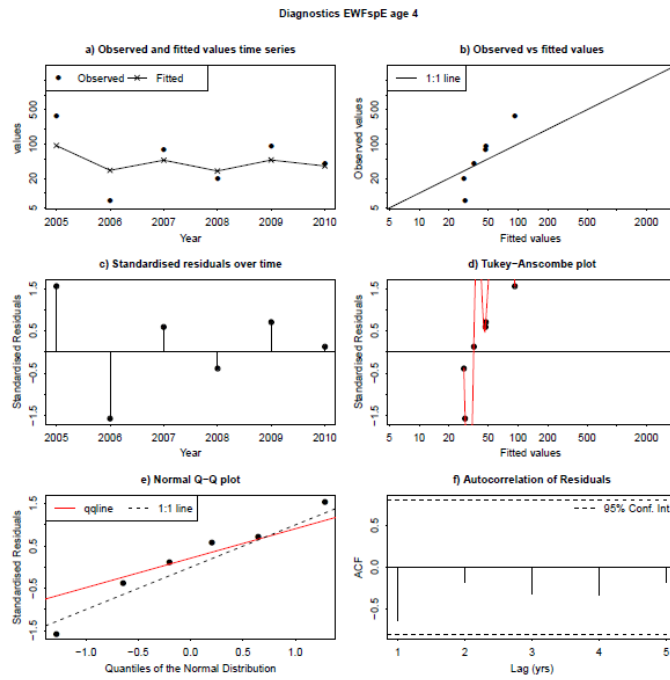 Diagnostics EWFspE age 4
a) Observed and fitted values time series
Observed Fitted
values
500
100
20
5
2005 2006 2007 2008 2009 2010
Year
b) Observed vs fitted values
1:1 line
Observed values
500
100
20
5
5 10 20 50 100 200 500 2000
Fitted values
c) Standardised residuals over time
Standardised Residuals
1.5
0.5
−0.5
−1.5
2005 2006 2007 2008 2009 2010
Year
d) Tukey−Anscombe plot
Standardised Residuals
1.5
0.5
−0.5
−1.5
5 10 20 50 100 200 500 2000
Fitted values
e) Normal Q−Q plot
qqline 1:1 line
Standardised Residuals
1.5
0.5
−0.5
−1.5
−1.0 −0.5 0.0 0.5 1.0
Quantiles of the Normal Distribution
f) Autocorrelation of Residuals
95% Conf. Int
ACF
0.5
0.0
−0.5
1 2 3 4 5
Lag (yrs)